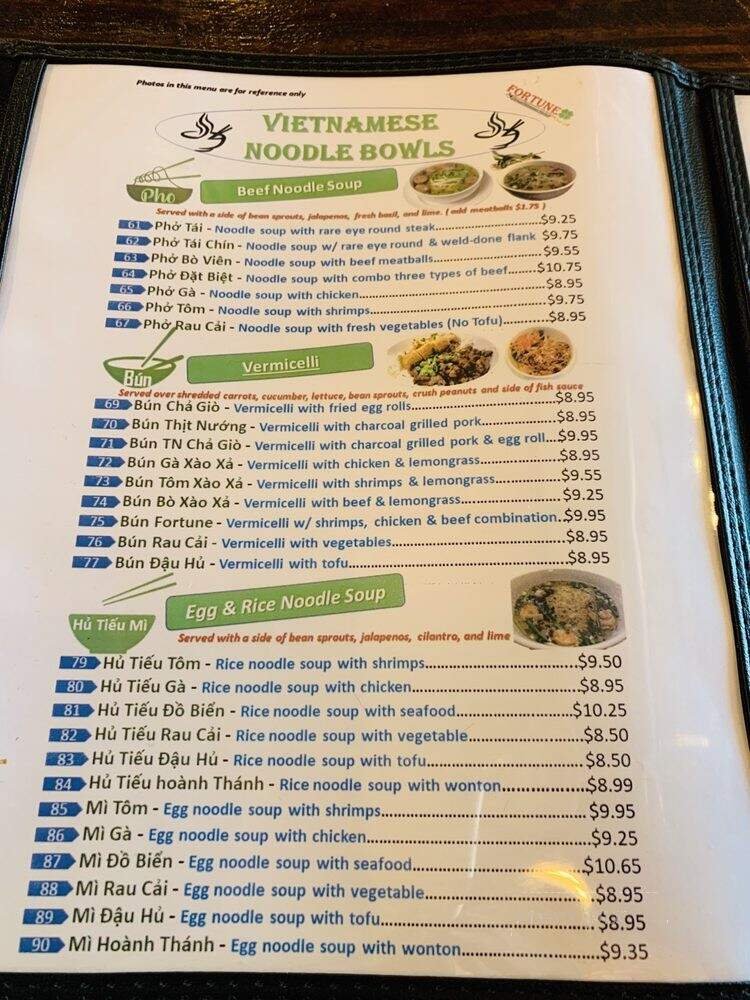 Photos in this menu are for reference only
FORTUNE
VIETNAMESE
NOODLE BOWLS
Pho
Beef Noodle Soup
Served with a side of bean sprouts, jalapenos, fresh basil, and lime. ( add meatballs $1.75 )
61 Phở Tái - Noodle soup with rare eye round steak.......................$9.25
62 Phở Tái Chín - Noodle soup w/ rare eye round & weld-done flank $9.75
63 Phở Bò Viên - Noodle soup with beef meatballs.......................$9.55
64 Phở Đặt Biệt - Noodle soup with combo three types of beef.......$10.75
65 Phở Gà - Noodle soup with chicken.......................................$8.95
66 Phở Tôm - Noodle soup with shrimps.....................................$9.75
67 Phở Rau Cải - Noodle soup with fresh vegetables (No Tofu)...........$8.95
Bún
Vermicelli
Served over shredded carrots, cucumber, lettuce, bean sprouts, crush peanuts and side of fish sauce
69 Bún Chả Giò - Vermicelli with fried egg rolls..............................$8.95
70 Bún Thịt Nướng - Vermicelli with charcoal grilled pork................$8.95
71 Bún TN Chả Giò - Vermicelli with charcoal grilled pork & egg roll...$9.95
72 Bún Gà Xào Xả - Vermicelli with chicken & lemongrass................$8.95
73 Bún Tôm Xào Xả - Vermicelli with shrimps & lemongrass.............$9.55
74 Bún Bò Xào Xả - Vermicelli with beef & lemongrass....................$9.25
75 Bún Fortune - Vermicelli w/ shrimps, chicken & beef combination..$9.95
76 Bún Rau Cải - Vermicelli with vegetables.................................$8.95
77 Bún Đậu Hủ - Vermicelli with tofu..........................................$8.95
Hủ Tiếu Mì
Egg & Rice Noodle Soup
Served with a side of bean sprouts, jalapenos, cilantro, and lime
79 Hủ Tiếu Tôm - Rice noodle soup with shrimps............................$9.50
80 Hủ Tiếu Gà - Rice noodle soup with chicken..............................$8.95
81 Hủ Tiếu Đồ Biển - Rice noodle soup with seafood.....................$10.25
82 Hủ Tiếu Rau Cải - Rice noodle soup with vegetable....................$8.50
83 Hủ Tiếu Đậu Hủ - Rice noodle soup with tofu...........................$8.50
84 Hủ Tiếu hoành Thánh - Rice noodle soup with wonton................$8.99
85 Mì Tôm - Egg noodle soup with shrimps.................................. $9.95
86 Mì Gà - Egg noodle soup with chicken.....................................$9.25
87 Mì Đồ Biển - Egg noodle soup with seafood.............................$10.65
88 Mì Rau Cải - Egg noodle soup with vegetable............................$8.95
89 Mì Đậu Hủ - Egg noodle soup with tofu................................... $8.95
90 Mì Hoành Thánh - Egg noodle soup with wonton......................$9.35